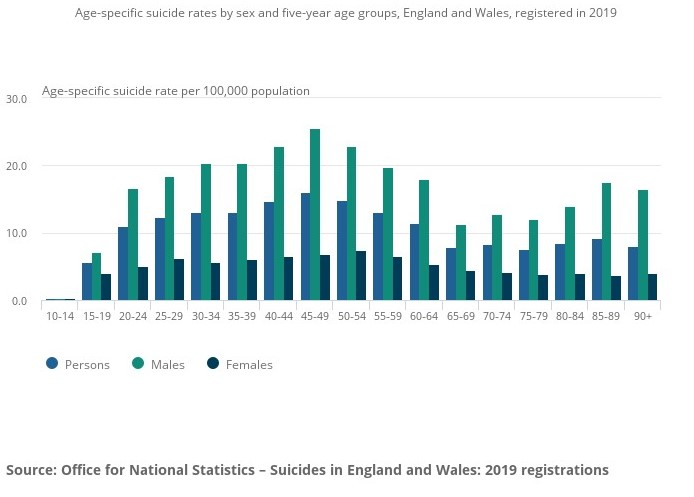 Age-specific suicide rates by sex and five-year age groups, England and Wales, registered in 2019
Age-specific suicide rate per 100,000 population
30.0
20.0
10.0
0.0
10-14 15-19 20-24 25-29 30-34 35-39 40-44 45-49 50-54 55-59 60-64 65-69 70-74 75-79 80-84 85-89 90+
Persons Males Females
Source: Office for National Statistics – Suicides in England and Wales: 2019 registrations